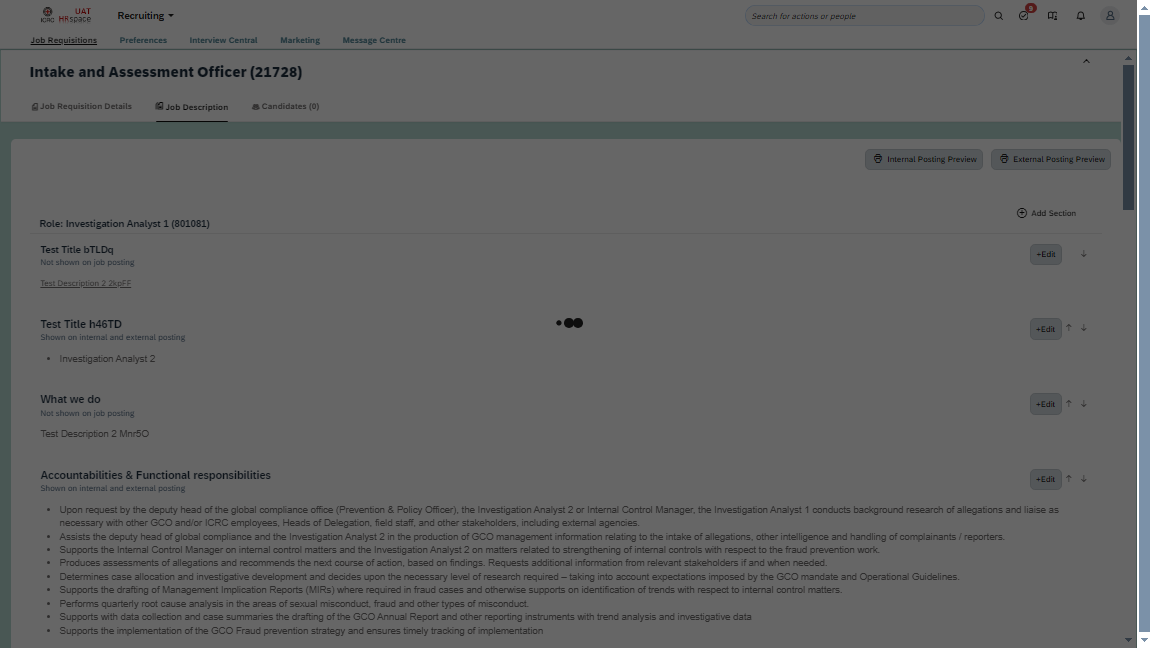 ICRC
UAT
HRspace
Recruiting
Search for actions or people
9
Job Requisitions
Preferences
Interview Central
Marketing
Message Centre
Intake and Assessment Officer (21728)
Job Requisition Details
Job Description
Candidates (0)
Internal Posting Preview
External Posting Preview
Add Section
Role: Investigation Analyst 1 (801081)
Test Title bTLDq
Not shown on job posting
+Edit
Test Description 2 2kpFF
Test Title h46TD
Shown on internal and external posting
+Edit
• Investigation Analyst 2
What we do
Not shown on job posting
+Edit
Test Description 2 Mnr5O
Accountabilities & Functional responsibilities
Shown on internal and external posting
+Edit
• Upon request by the deputy head of the global compliance office (Prevention & Policy Officer), the Investigation Analyst 2 or Internal Control Manager, the Investigation Analyst 1 conducts background research of allegations and liaise as
necessary with other GCO and/or ICRC employees, Heads of Delegation, field staff, and other stakeholders, including external agencies.
• Assists the deputy head of global compliance and the Investigation Analyst 2 in the production of GCO management information relating to the intake of allegations, other intelligence and handling of complainants / reporters.
• Supports the Internal Control Manager on internal control matters and the Investigation Analyst 2 on matters related to strengthening of internal controls with respect to the fraud prevention work.
• Produces assessments of allegations and recommends the next course of action, based on findings. Requests additional information from relevant stakeholders if and when needed.
• Determines case allocation and investigative development and decides upon the necessary level of research required – taking into account expectations imposed by the GCO mandate and Operational Guidelines.
• Supports the drafting of Management Implication Reports (MIRs) where required in fraud cases and otherwise supports on identification of trends with respect to internal control matters.
• Performs quarterly root cause analysis in the areas of sexual misconduct, fraud and other types of misconduct.
• Supports with data collection and case summaries the drafting of the GCO Annual Report and other reporting instruments with trend analysis and investigative data
• Supports the implementation of the GCO Fraud prevention strategy and ensures timely tracking of implementation